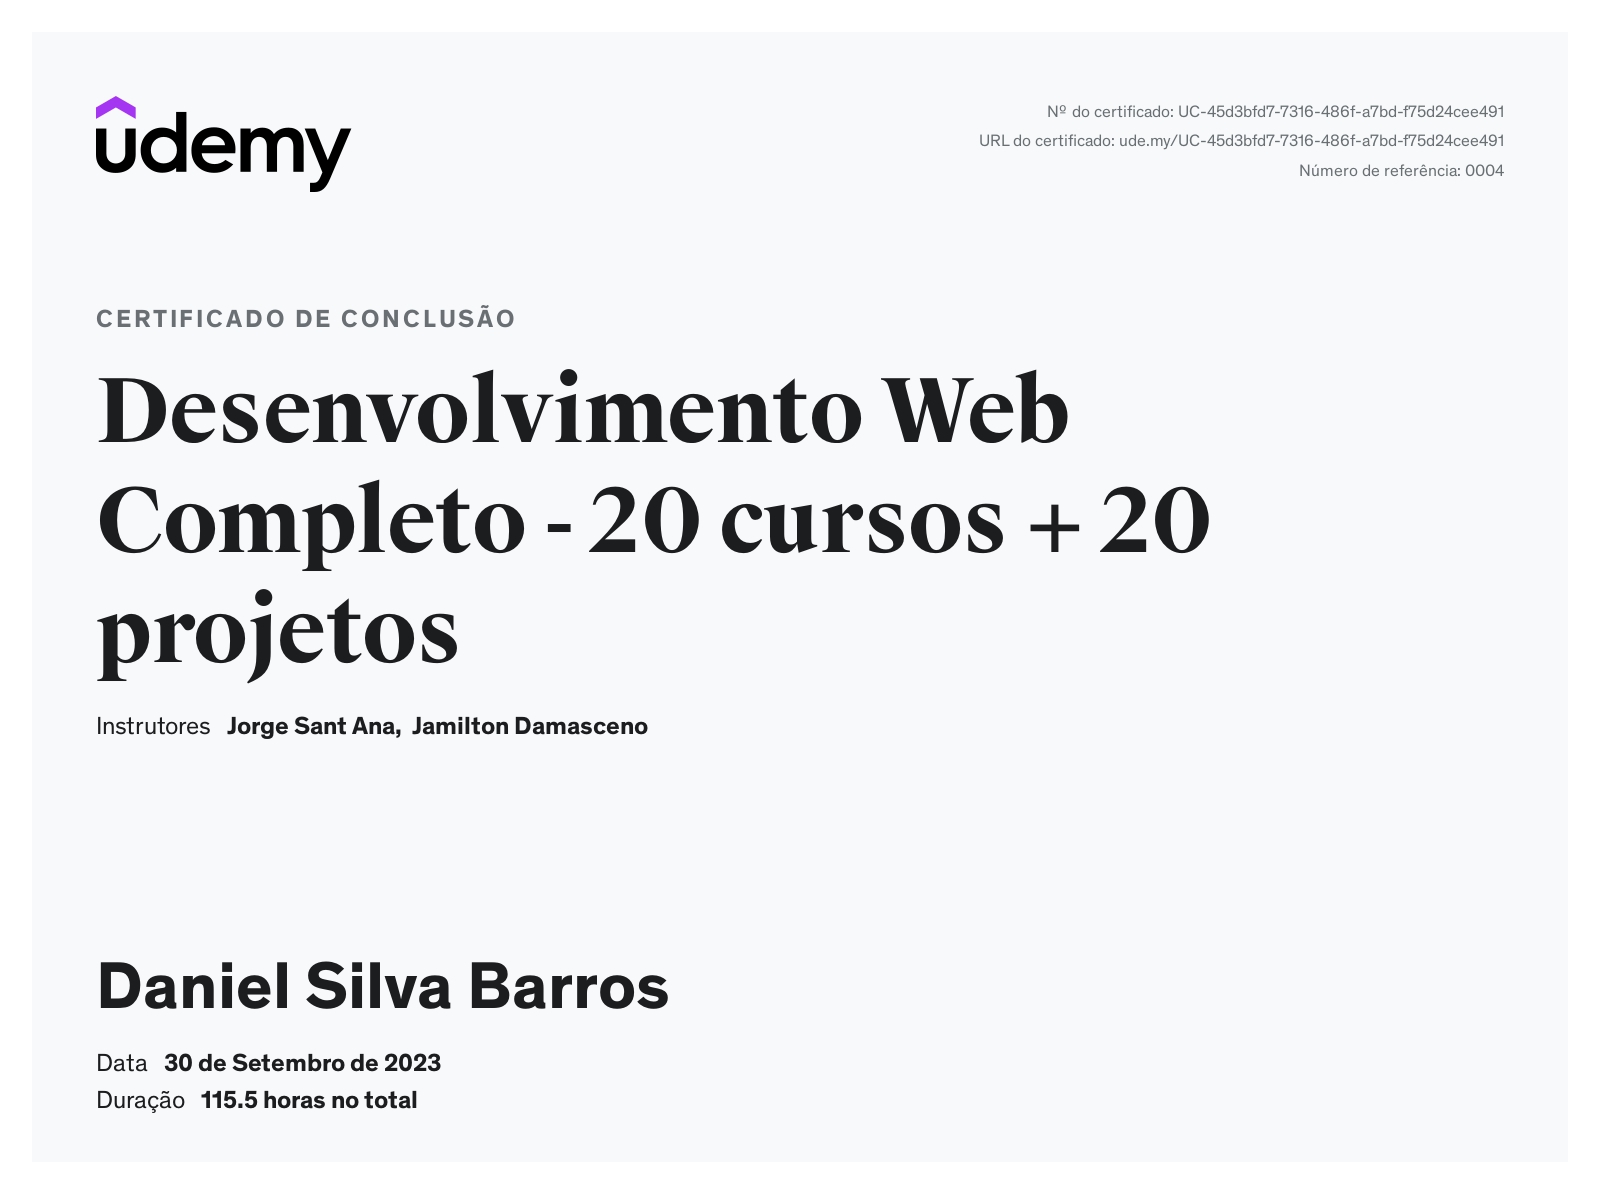 udemy
Nº do certificado: UC-45d3bfd7-7316-486f-a7bd-f75d24cee491
URL do certificado: ude.my/UC-45d3bfd7-7316-486f-a7bd-f75d24cee491
Número de referência: 0004
CERTIFICADO DE CONCLUSÃO
Desenvolvimento Web
Completo - 20 cursos + 20
projetos
Instrutores Jorge Sant Ana, Jamilton Damasceno
Daniel Silva Barros
Data 30 de Setembro de 2023
Duração 115.5 horas no total